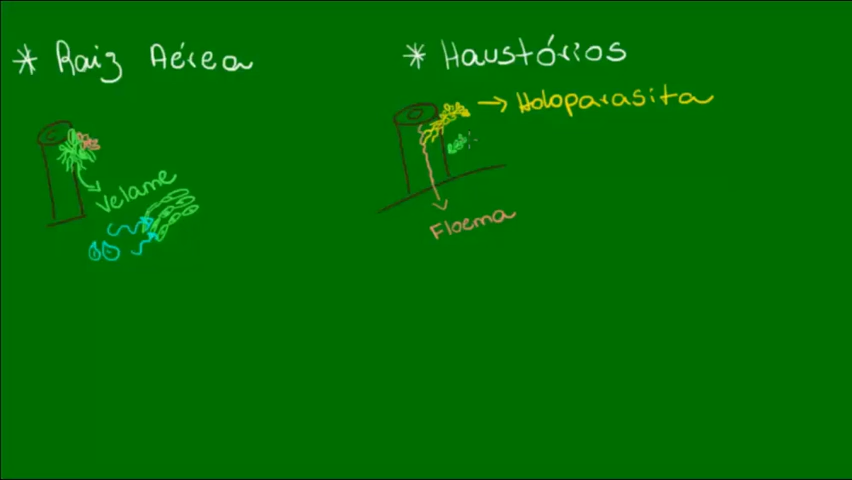 * Raiz Aérea
* Haustórios
→ Holoparasita
Velame
Floema